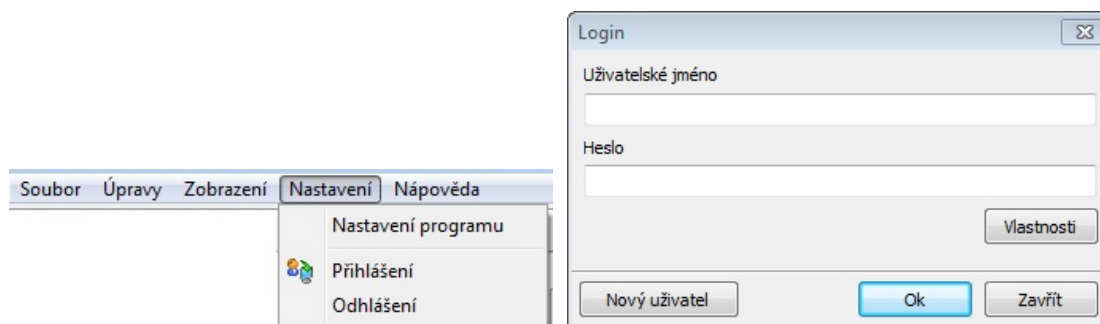 Soubor Úpravy Zobrazení Nastavení Nápověda
Nastavení programu
Přihlášení
Odhlášení
Login
Uživatelské jméno
Heslo
Vlastnosti
Nový uživatel Ok Zavřít